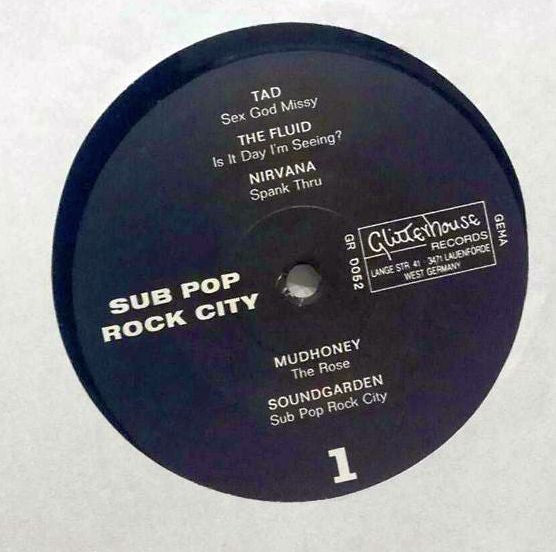 TAD
Sex God Missy
THE FLUID
Is It Day I'm Seeing?
NIRVANA
Spank Thru
SUB POP
ROCK CITY
GR 0052
Glitterhouse
RECORDS
LANGE STR. 41 · 3471 LAUENFÖRDE
WEST GERMANY
GEMA
MUDHONEY
The Rose
SOUNDGARDEN
Sub Pop Rock City
1